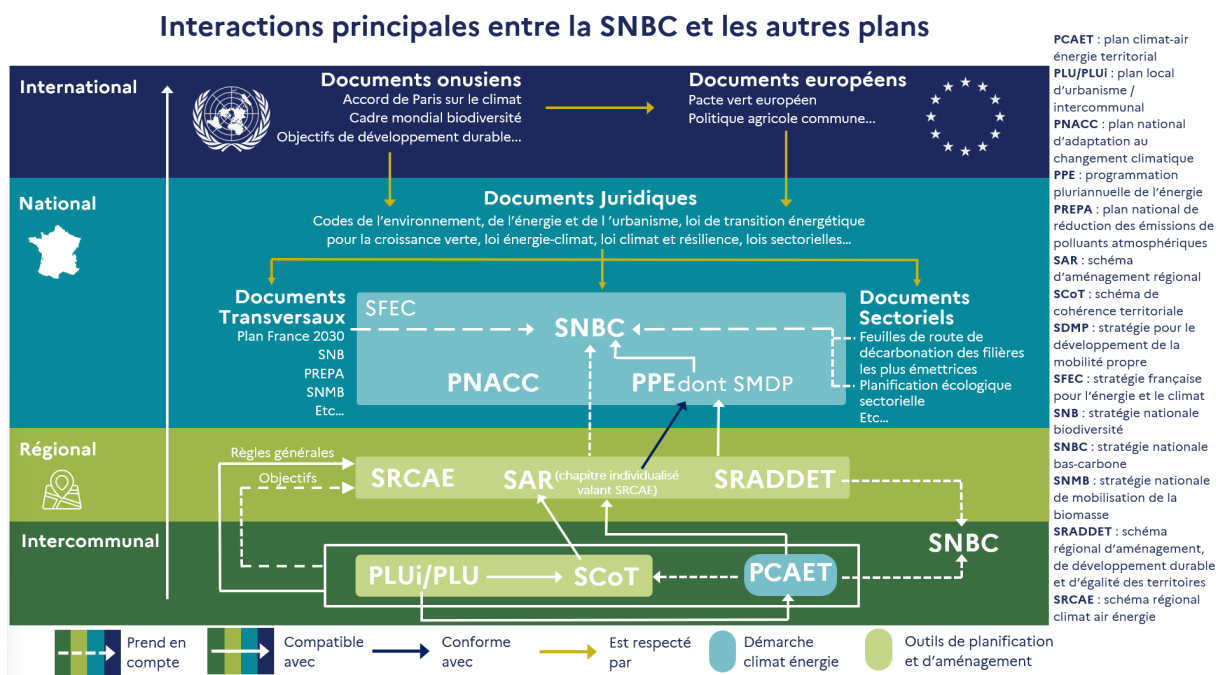 Interactions principales entre la SNBC et les autres plans
International
Documents onusiens
Accord de Paris sur le climat
Cadre mondial biodiversité
Objectifs de développement durable...
Documents européens
Pacte vert européen
Politique agricole commune...
National
Documents Juridiques
Codes de l'environnement, de l'énergie et de l 'urbanisme, loi de transition énergétique
pour la croissance verte, loi énergie-climat, loi climat et résilience, lois sectorielles...
Documents
Transversaux
Plan France 2030
SNB
PREPA
SNMB
Etc...
SFEC
SNBC
PNACC
PPE dont SMDP
Documents
Sectoriels
Feuilles de route de
décarbonation des filières
les plus émettrices
Planification écologique
sectorielle
Etc...
Régional
Règles générales
Objectifs
SRCAE
SAR (chapitre individualisé
valant SRCAE)
SRADDET
Intercommunal
PLUi/PLU
SCoT
PCAET
SNBC
Prend en
compte
Compatible
avec
Conforme
avec
Est respecté
par
Démarche
climat énergie
Outils de planification
et d'aménagement
PCAET : plan climat-air
énergie territorial
PLU/PLUi : plan local
d'urbanisme /
intercommunal
PNACC : plan national
d'adaptation au
changement climatique
PPE : programmation
pluriannuelle de l'énergie
PREPA : plan national de
réduction des émissions de
polluants atmosphériques
SAR : schéma
d'aménagement régional
SCoT : schéma de
cohérence territoriale
SDMP : stratégie pour le
développement de la
mobilité propre
SFEC : stratégie française
pour l'énergie et le climat
SNB : stratégie nationale
biodiversité
SNBC : stratégie nationale
bas-carbone
SNMB : stratégie nationale
de mobilisation de la
biomasse
SRADDET : schéma
régional d'aménagement,
de développement durable
et d'égalité des territoires
SRCAE : schéma régional
climat air énergie